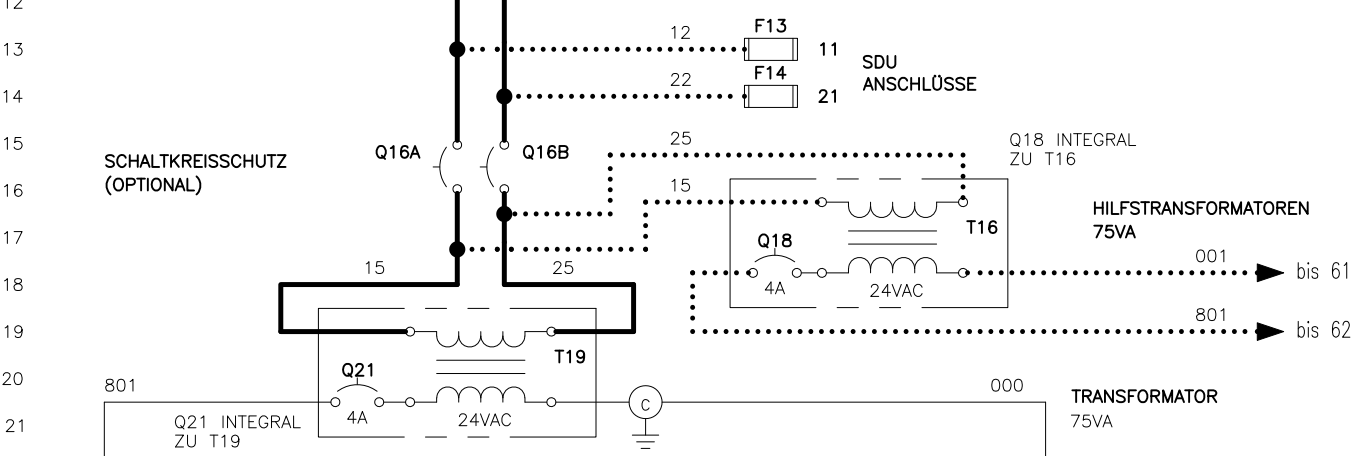 12
13
12
F13
11
SDU
ANSCHLÜSSE
14
22
F14
21
15
SCHALTKREISSCHUTZ
(OPTIONAL)
Q16A
Q16B
25
Q18 INTEGRAL
ZU T16
16
15
T16
HILFSTRANSFORMATOREN
75VA
17
Q18
4A
24VAC
001
bis 61
18
15
25
801
bis 62
19
T19
20
801
Q21
4A
24VAC
C
000
TRANSFORMATOR
75VA
21
Q21 INTEGRAL
ZU T19